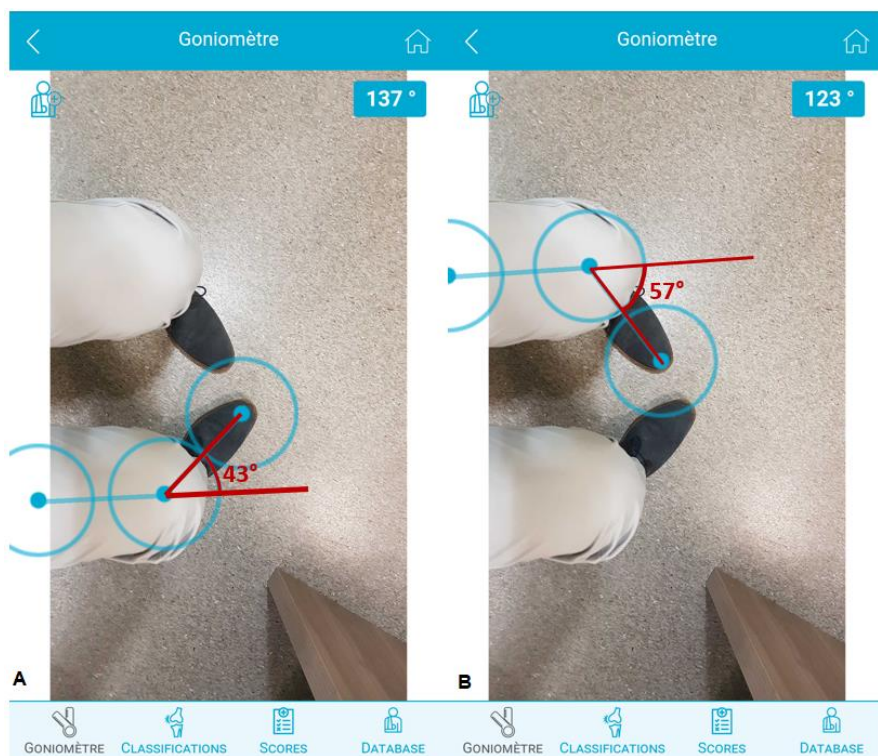 Goniomètre
137 °
43°
A
GONIOMÈTRE CLASSIFICATIONS SCORES DATABASE
Goniomètre
123 °
57°
B
GONIOMÈTRE CLASSIFICATIONS SCORES DATABASE